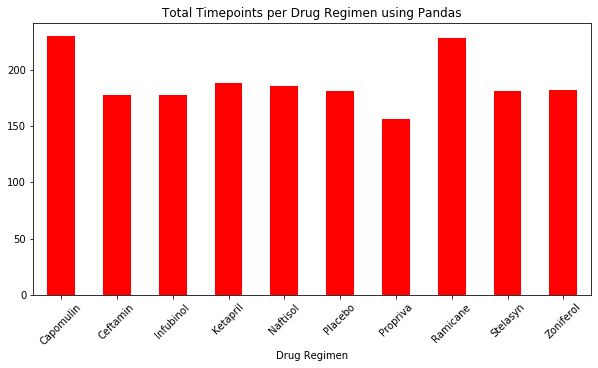 Total Timepoints per Drug Regimen using Pandas
200
150
100
50
0
Capomulin
Ceftamin
Infubinol
Ketapril
Naftisol
Placebo
Propriva
Ramicane
Stelasyn
Zoniferol
Drug Regimen